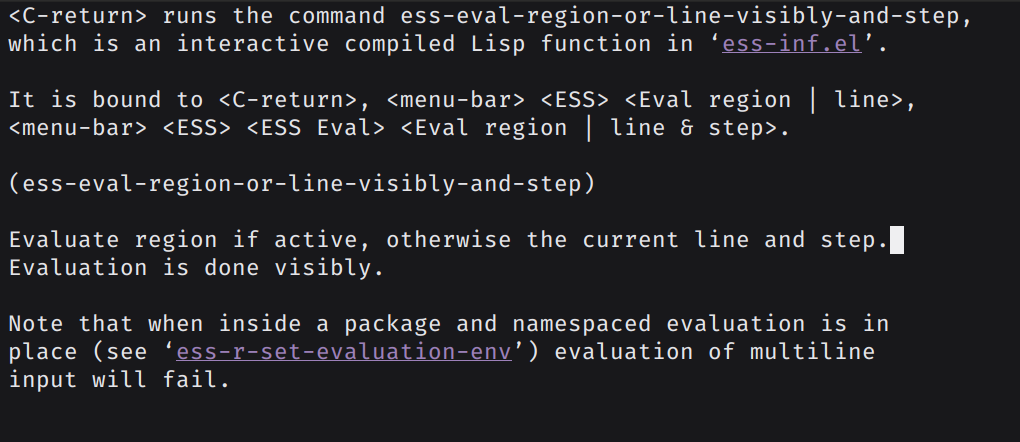 <C-return> runs the command ess-eval-region-or-line-visibly-and-step,
which is an interactive compiled Lisp function in ‘ess-inf.el’.
It is bound to <C-return>, <menu-bar> <ESS> <Eval region | line>,
<menu-bar> <ESS> <ESS Eval> <Eval region | line & step>.
(ess-eval-region-or-line-visibly-and-step)
Evaluate region if active, otherwise the current line and step.
Evaluation is done visibly.
Note that when inside a package and namespaced evaluation is in
place (see ‘ess-r-set-evaluation-env’) evaluation of multiline
input will fail.